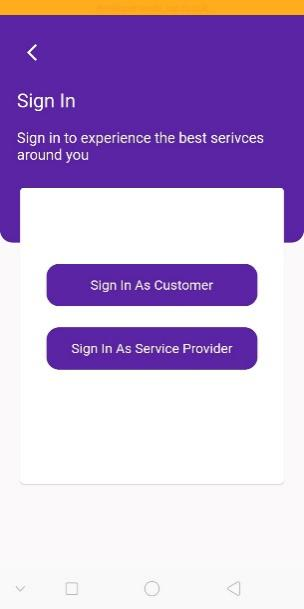 Sign In
Sign in to experience the best serivces
around you
Sign In As Customer
Sign In As Service Provider